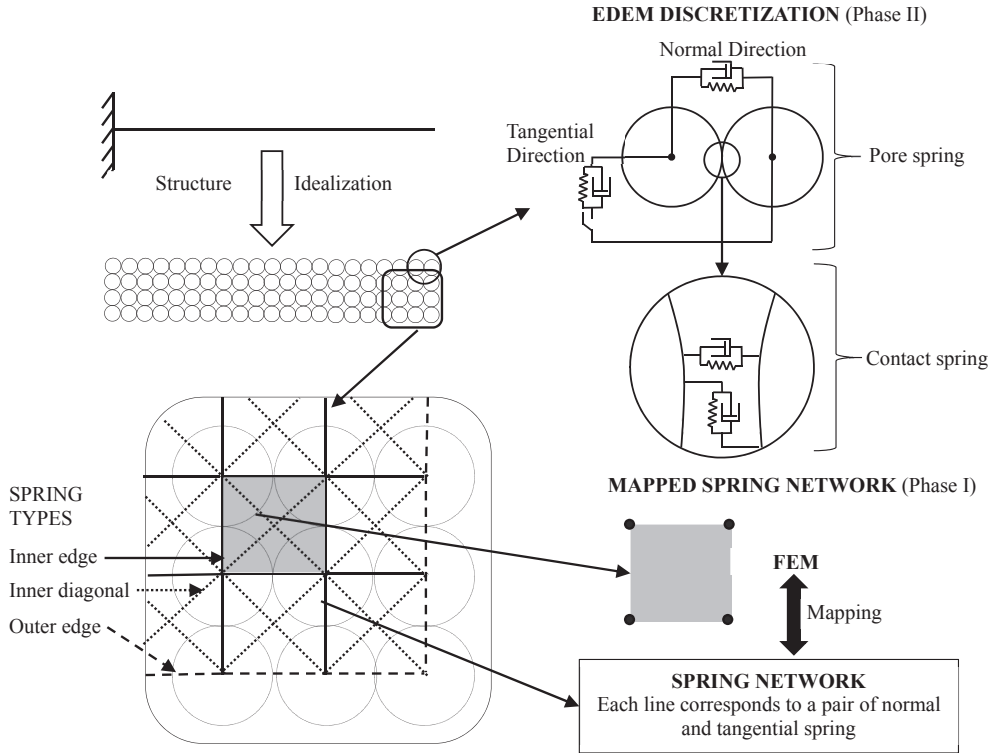 EDEM DISCRETIZATION (Phase II)
Normal Direction
Tangential
Direction
Pore spring
Structure
Idealization
Contact spring
MAPPED SPRING NETWORK (Phase I)
SPRING
TYPES
Inner edge
Inner diagonal
Outer edge
FEM
Mapping
SPRING NETWORK
Each line corresponds to a pair of normal
and tangential spring